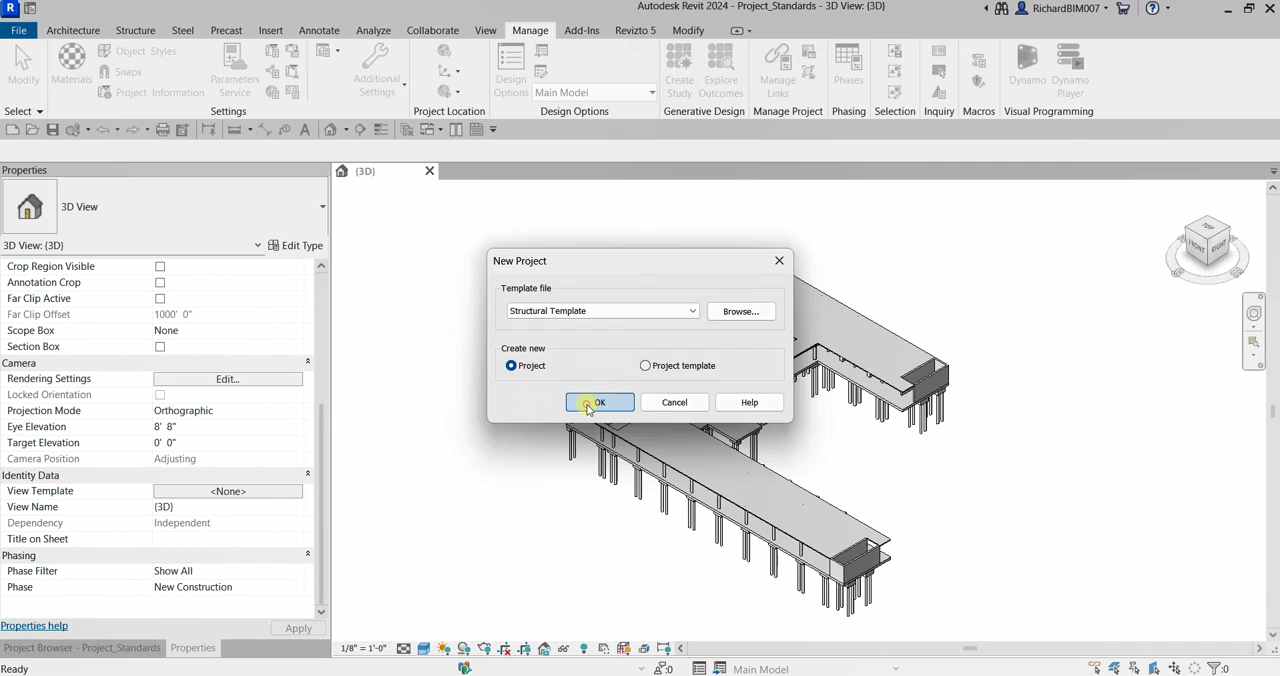 R Autodesk Revit 2024 - Project_Standards - 3D View: {3D} RichardBIM007
File Architecture Structure Steel Precast Insert Annotate Analyze Collaborate View Manage Add-Ins Revizto 5 Modify
Modify Materials Object Styles Snaps Project Information Parameters Service Additional Settings Design Options Main Model Create Study Explore Outcomes Manage Links Phases Dynamo Dynamo Player
Select Settings Project Location Design Options Generative Design Manage Project Phasing Selection Inquiry Macros Visual Programming
Properties
{3D}
3D View
3D View: {3D} Edit Type
Crop Region Visible
Annotation Crop
Far Clip Active
Far Clip Offset 1000' 0"
Scope Box None
Section Box
Camera
Rendering Settings Edit...
Locked Orientation
Projection Mode Orthographic
Eye Elevation 8' 8"
Target Elevation 0' 0"
Camera Position Adjusting
Identity Data
View Template <None>
View Name {3D}
Dependency Independent
Title on Sheet
Phasing
Phase Filter Show All
Phase New Construction
Properties help Apply
Project Browser - Project_Standards Properties
New Project
Template file
Structural Template Browse...
Create new
Project Project template
OK Cancel Help
TOP
FRONT RIGHT
1/8" = 1'-0"
Ready :0 Main Model :0